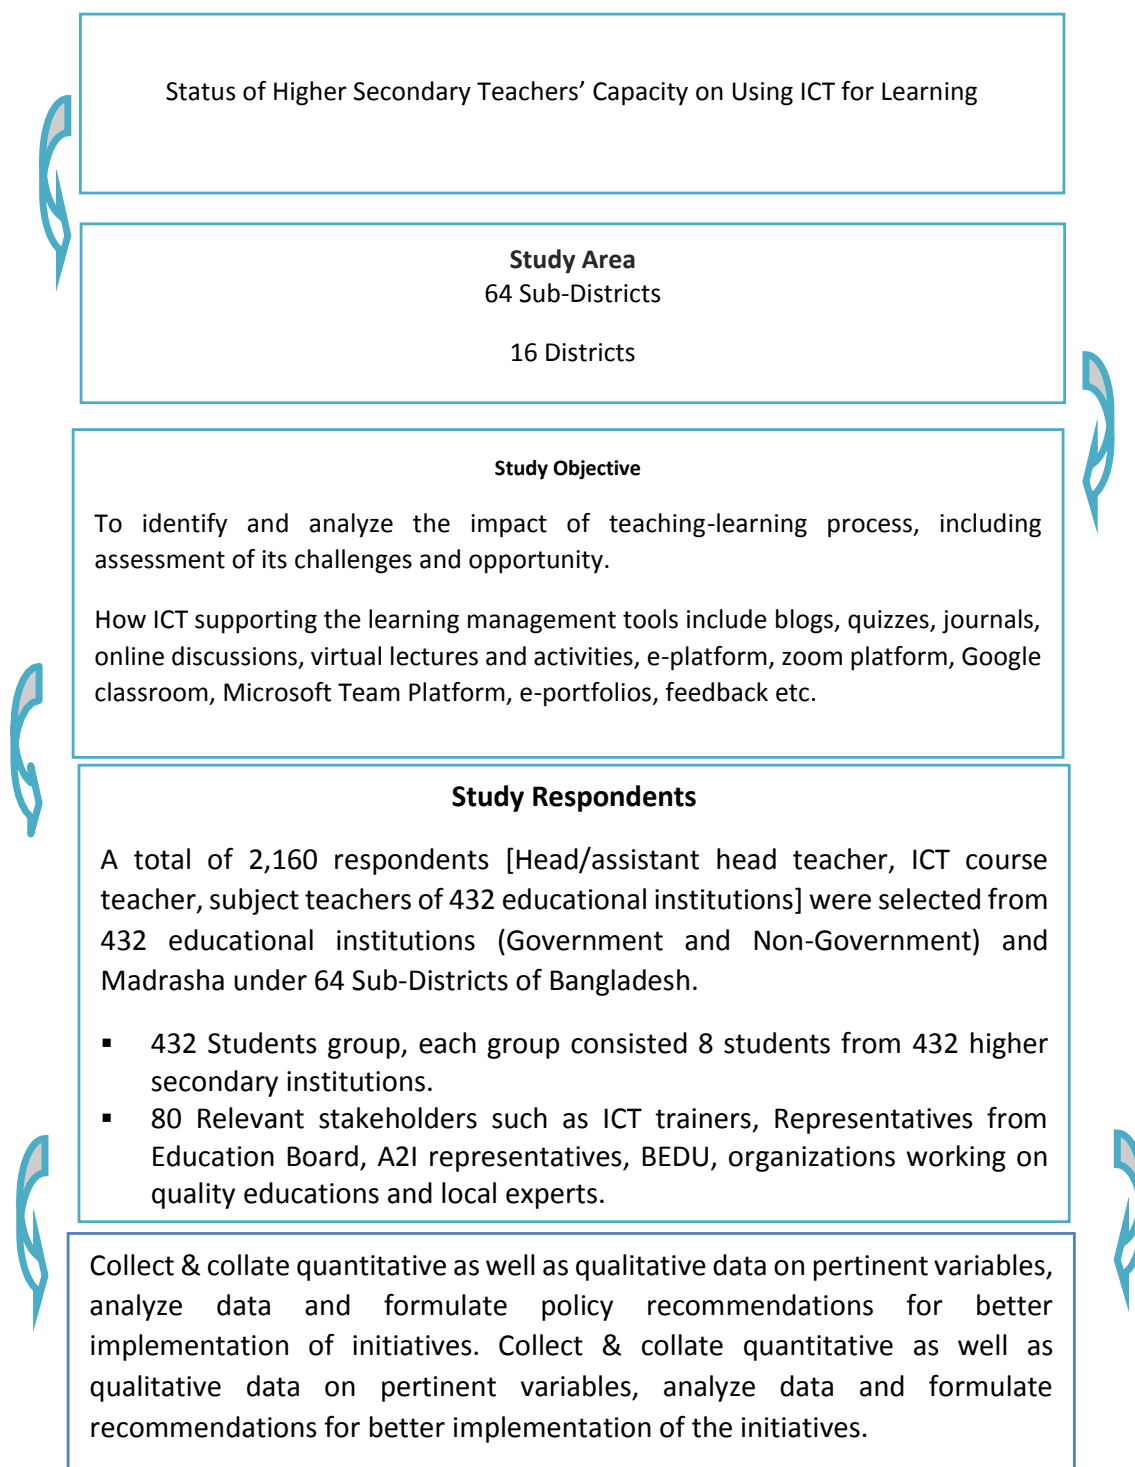 Status of Higher Secondary Teachers’ Capacity on Using ICT for Learning
Study Area
64 Sub-Districts
16 Districts
Study Objective
To identify and analyze the impact of teaching-learning process, including
assessment of its challenges and opportunity.
How ICT supporting the learning management tools include blogs, quizzes, journals,
online discussions, virtual lectures and activities, e-platform, zoom platform, Google
classroom, Microsoft Team Platform, e-portfolios, feedback etc.
Study Respondents
A total of 2,160 respondents [Head/assistant head teacher, ICT course
teacher, subject teachers of 432 educational institutions] were selected from
432 educational institutions (Government and Non-Government) and
Madrasha under 64 Sub-Districts of Bangladesh.
▪ 432 Students group, each group consisted 8 students from 432 higher
secondary institutions.
▪ 80 Relevant stakeholders such as ICT trainers, Representatives from
Education Board, A2I representatives, BEDU, organizations working on
quality educations and local experts.
Collect & collate quantitative as well as qualitative data on pertinent variables,
analyze data and formulate policy recommendations for better
implementation of initiatives. Collect & collate quantitative as well as
qualitative data on pertinent variables, analyze data and formulate
recommendations for better implementation of the initiatives.